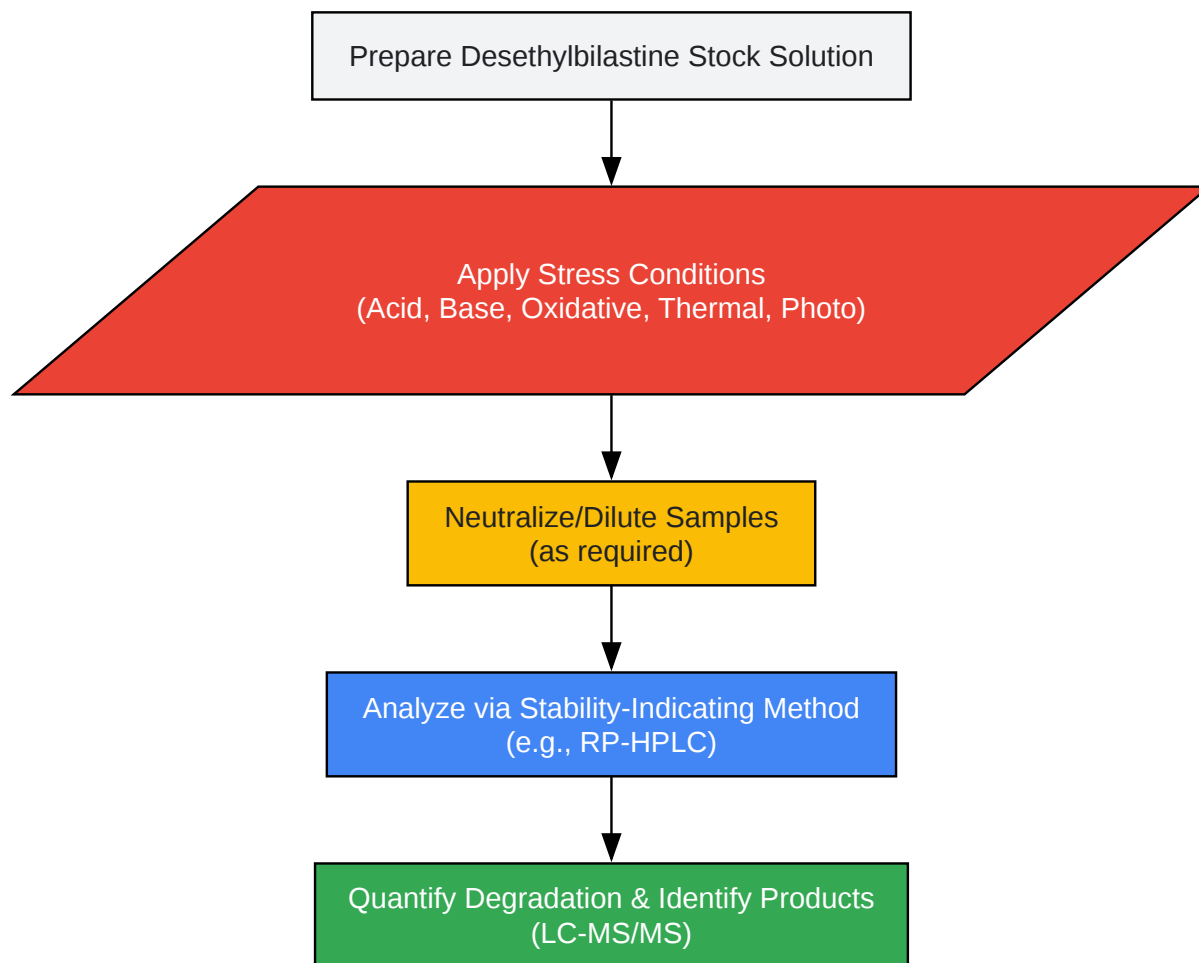 Prepare Desethylbilastine Stock Solution
Apply Stress Conditions
(Acid, Base, Oxidative, Thermal, Photo)
Neutralize/Dilute Samples
(as required)
Analyze via Stability-Indicating Method
(e.g., RP-HPLC)
Quantify Degradation & Identify Products
(LC-MS/MS)